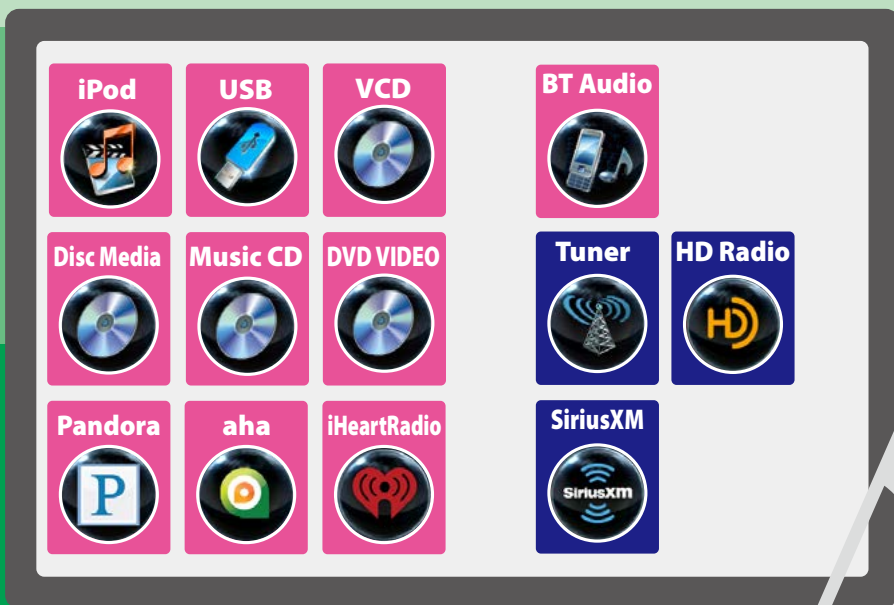 iPod USB VCD BT Audio
Disc Media Music CD DVD VIDEO Tuner HD Radio
HD
Pandora aha iHeartRadio SiriusXM
P SiriusXM